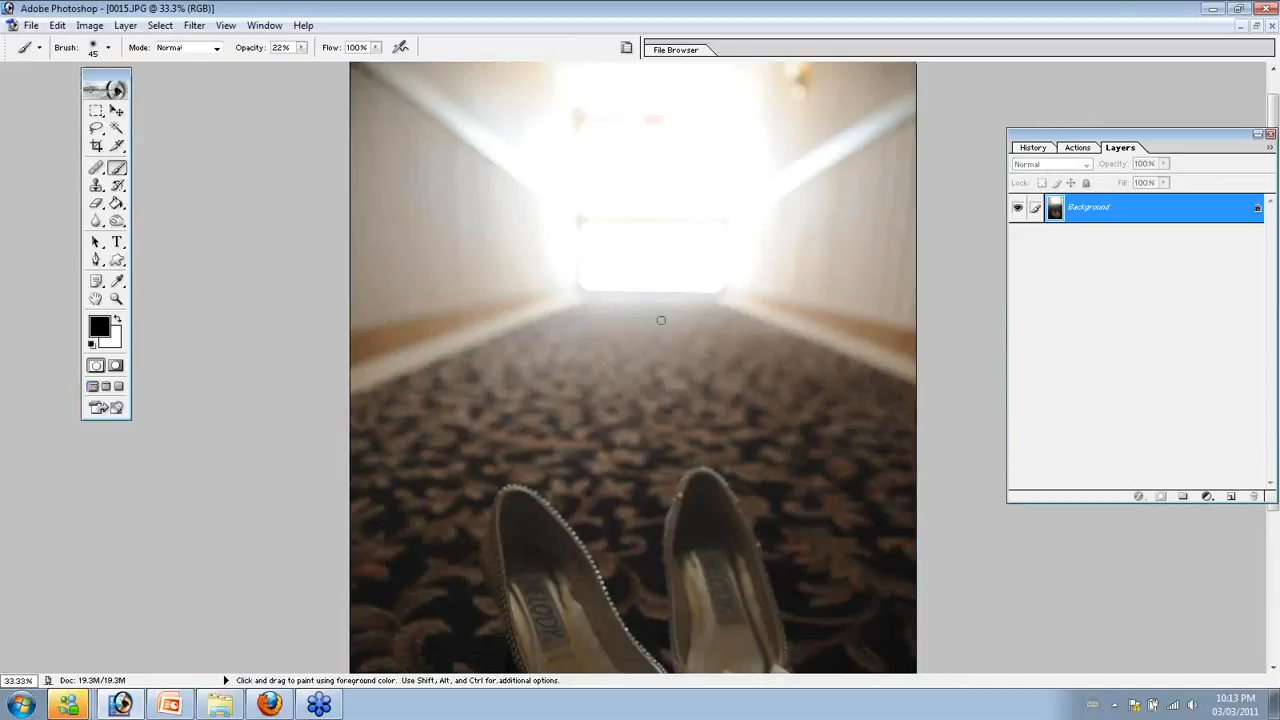 Adobe Photoshop - [0015.JPG @ 33.3% (RGB)]
File Edit Image Layer Select Filter View Window Help
Brush: 45 Mode: Normal Opacity: 22% Flow: 100% File Browser
History Actions Layers
Normal Opacity: 100%
Lock: Fill: 100%
Background
33.33% Doc: 19.3M/18.3M Click and drag to paint using foreground color. Use Shift, Alt, and Ctrl for additional options.
10:13 PM
03/03/2011